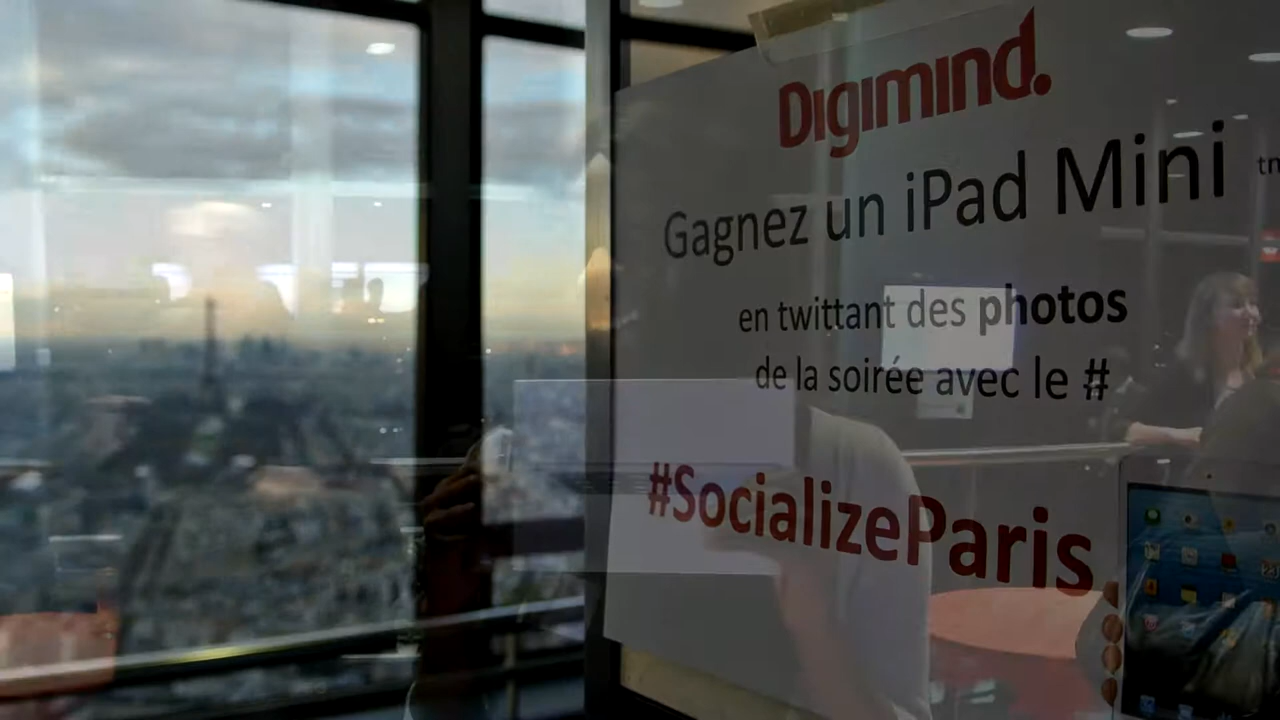 Digimind.
Gagnez un iPad Mini
en twittant des photos
de la soirée avec le #
#SocializeParis